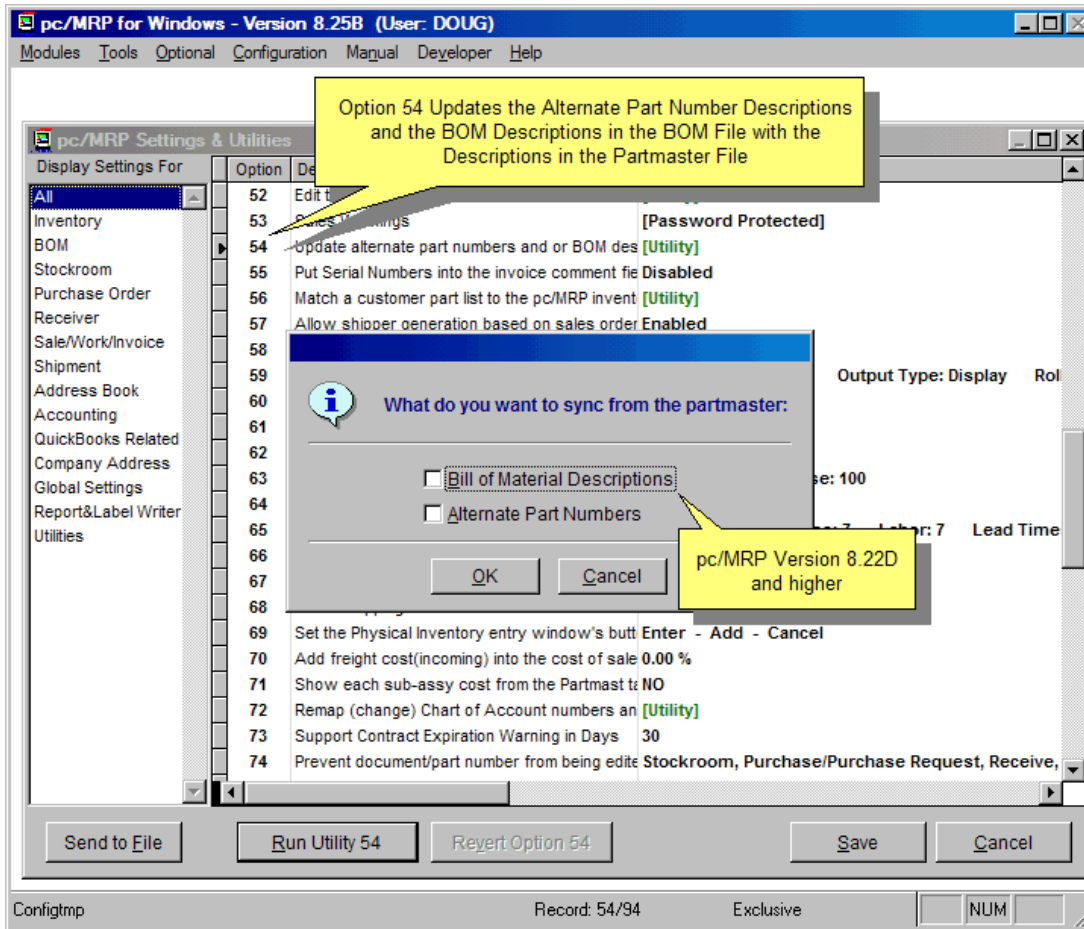 pc/MRP for Windows - Version 8.25B (User: DOUG)
Modules Tools Optional Configuration Manual Developer Help
Option 54 Updates the Alternate Part Number Descriptions
and the BOM Descriptions in the BOM File with the
Descriptions in the Partmaster File
pc/MRP Settings & Utilities
Display Settings For
All
Inventory
BOM
Stockroom
Purchase Order
Receiver
Sale/Work/Invoice
Shipment
Address Book
Accounting
QuickBooks Related
Company Address
Global Settings
Report&Label Writer
Utilities
Option
52 Edit
53 [Password Protected]
54 Update alternate part numbers and or BOM des [Utility]
55 Put Serial Numbers into the invoice comment fie Disabled
56 Match a customer part list to the pc/MRP invent [Utility]
57 Allow shipper generation based on sales order Enabled
58
59 Output Type: Display Rol
60
61
62
63 se: 100
64
65 Labor: 7 Lead Time
66
67
68
69 Set the Physical Inventory entry window's butt Enter - Add - Cancel
70 Add freight cost(incoming) into the cost of sale 0.00 %
71 Show each sub-assy cost from the Partmast ta NO
72 Remap (change) Chart of Account numbers an [Utility]
73 Support Contract Expiration Warning in Days 30
74 Prevent document/part number from being edite Stockroom, Purchase/Purchase Request, Receive,
What do you want to sync from the partmaster:
Bill of Material Descriptions
Alternate Part Numbers
OK Cancel
pc/MRP Version 8.22D
and higher
Send to File Run Utility 54 Revert Option 54 Save Cancel
Configtmp Record: 54/94 Exclusive NUM